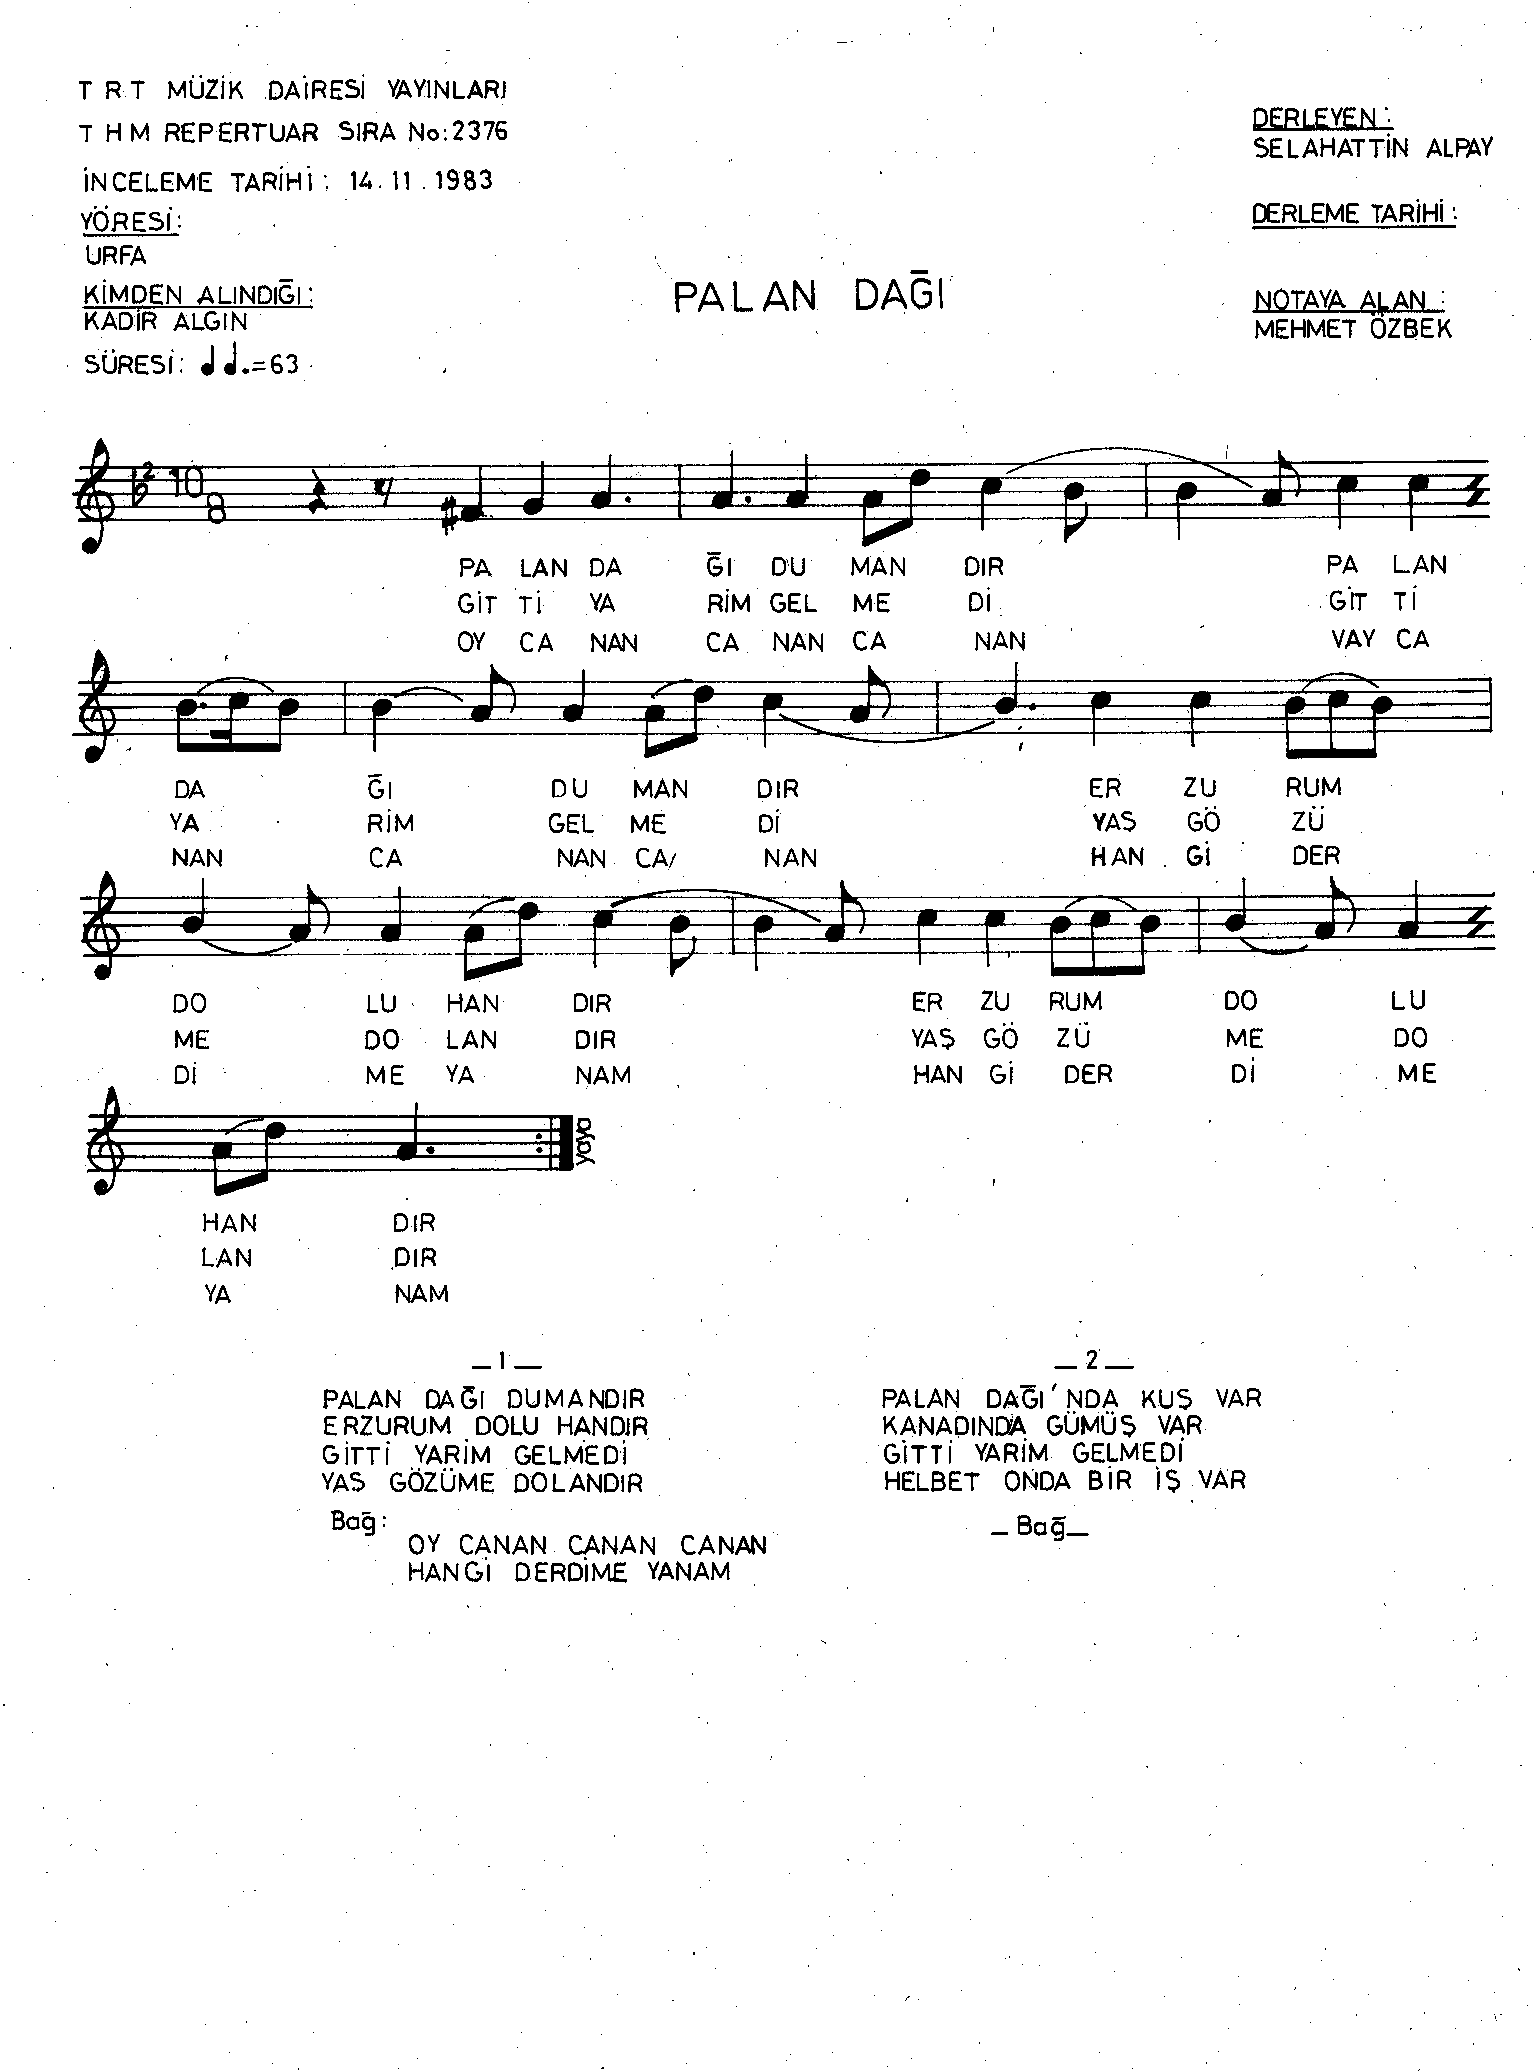 TRT MÜZİK DAİRESİ YAYINLARI
THM REPERTUAR SIRA No:2376
İNCELEME TARİHİ: 14.11.1983
YÖRESİ:
URFA
KİMDEN ALINDIĞI:
KADİR ALGIN
SÜRESİ: ♩ ♩.=63
DERLEYEN:
SELAHATTİN ALPAY
DERLEME TARİHİ:
NOTAYA ALAN:
MEHMET ÖZBEK
PALAN DAĞI
10
8
PA LAN DA ĞI DU MAN DIR PA LAN
GİT Tİ YA RİM GEL ME Dİ GİT Tİ
OY CA NAN CA NAN CA NAN VAY CA
DA ĞI DU MAN DIR ER ZU RUM
YA RİM GEL ME Dİ YAS GÖ ZÜ
NAN CA NAN CA NAN HAN Gİ DER
DO LU HAN DIR ER ZU RUM DO LU
ME DO LAN DIR YAŞ GÖ ZÜ ME DO
Dİ ME YA NAM HAN Gİ DER Dİ ME
yaya
HAN DIR
LAN DIR
YA NAM
_1_
PALAN DAĞI DUMANDIR
ERZURUM DOLU HANDIR
GİTTİ YARİM GELMEDİ
YAS GÖZÜME DOLANDIR
Bağ:
OY CANAN CANAN CANAN
HANGİ DERDİME YANAM
_2_
PALAN DAĞI'NDA KUS VAR
KANADINDA GÜMÜŞ VAR
GİTTİ YARİM GELMEDİ
HELBET ONDA BİR İŞ VAR
_Bağ_